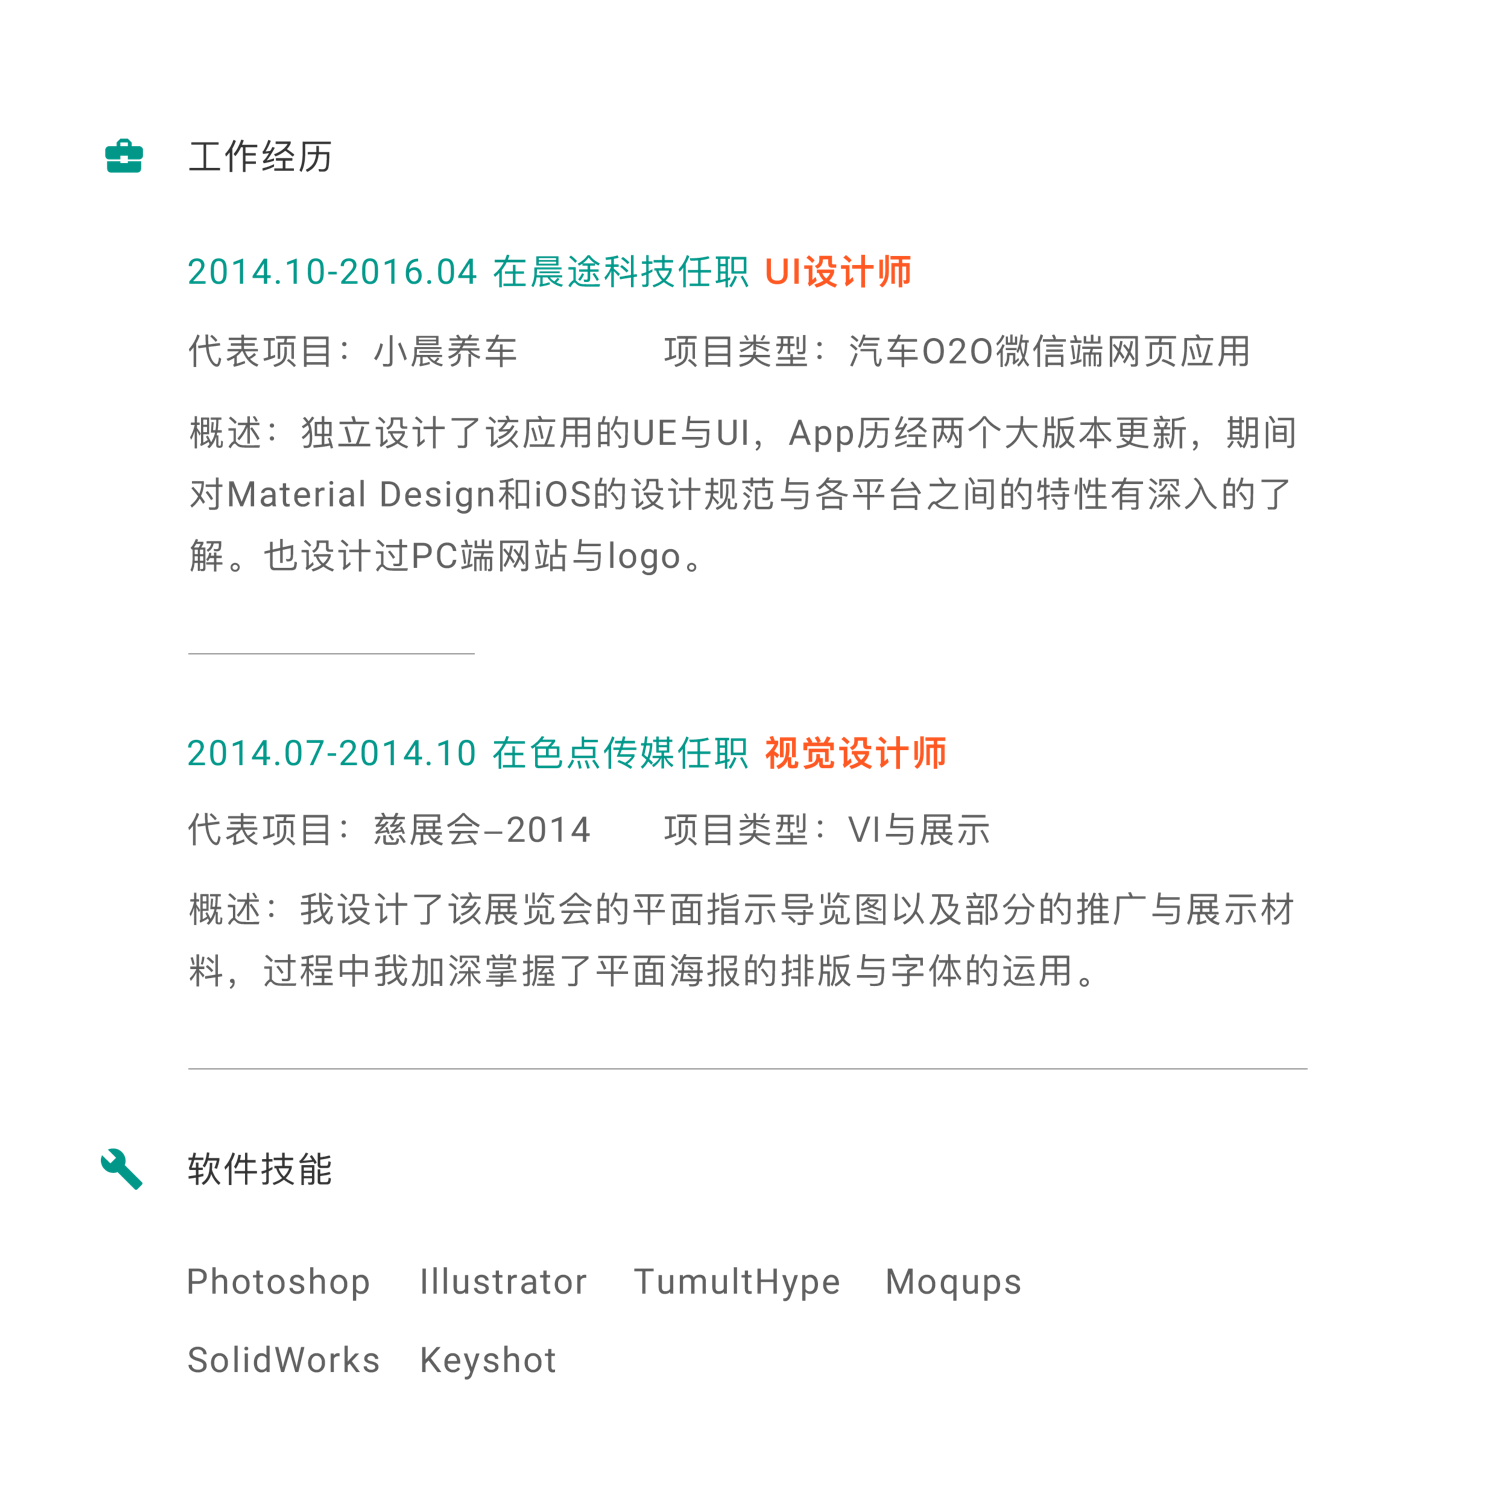 工作经历
2014.10-2016.04 在晨途科技任职 UI设计师
代表项目：小晨养车 项目类型：汽车O2O微信端网页应用
概述：独立设计了该应用的UE与UI，App历经两个大版本更新，期间
对Material Design和iOS的设计规范与各平台之间的特性有深入的了
解。也设计过PC端网站与logo。
2014.07-2014.10 在色点传媒任职 视觉设计师
代表项目：慈展会–2014 项目类型：VI与展示
概述：我设计了该展览会的平面指示导览图以及部分的推广与展示材
料，过程中我加深掌握了平面海报的排版与字体的运用。
软件技能
Photoshop Illustrator TumultHype Moqups
SolidWorks Keyshot